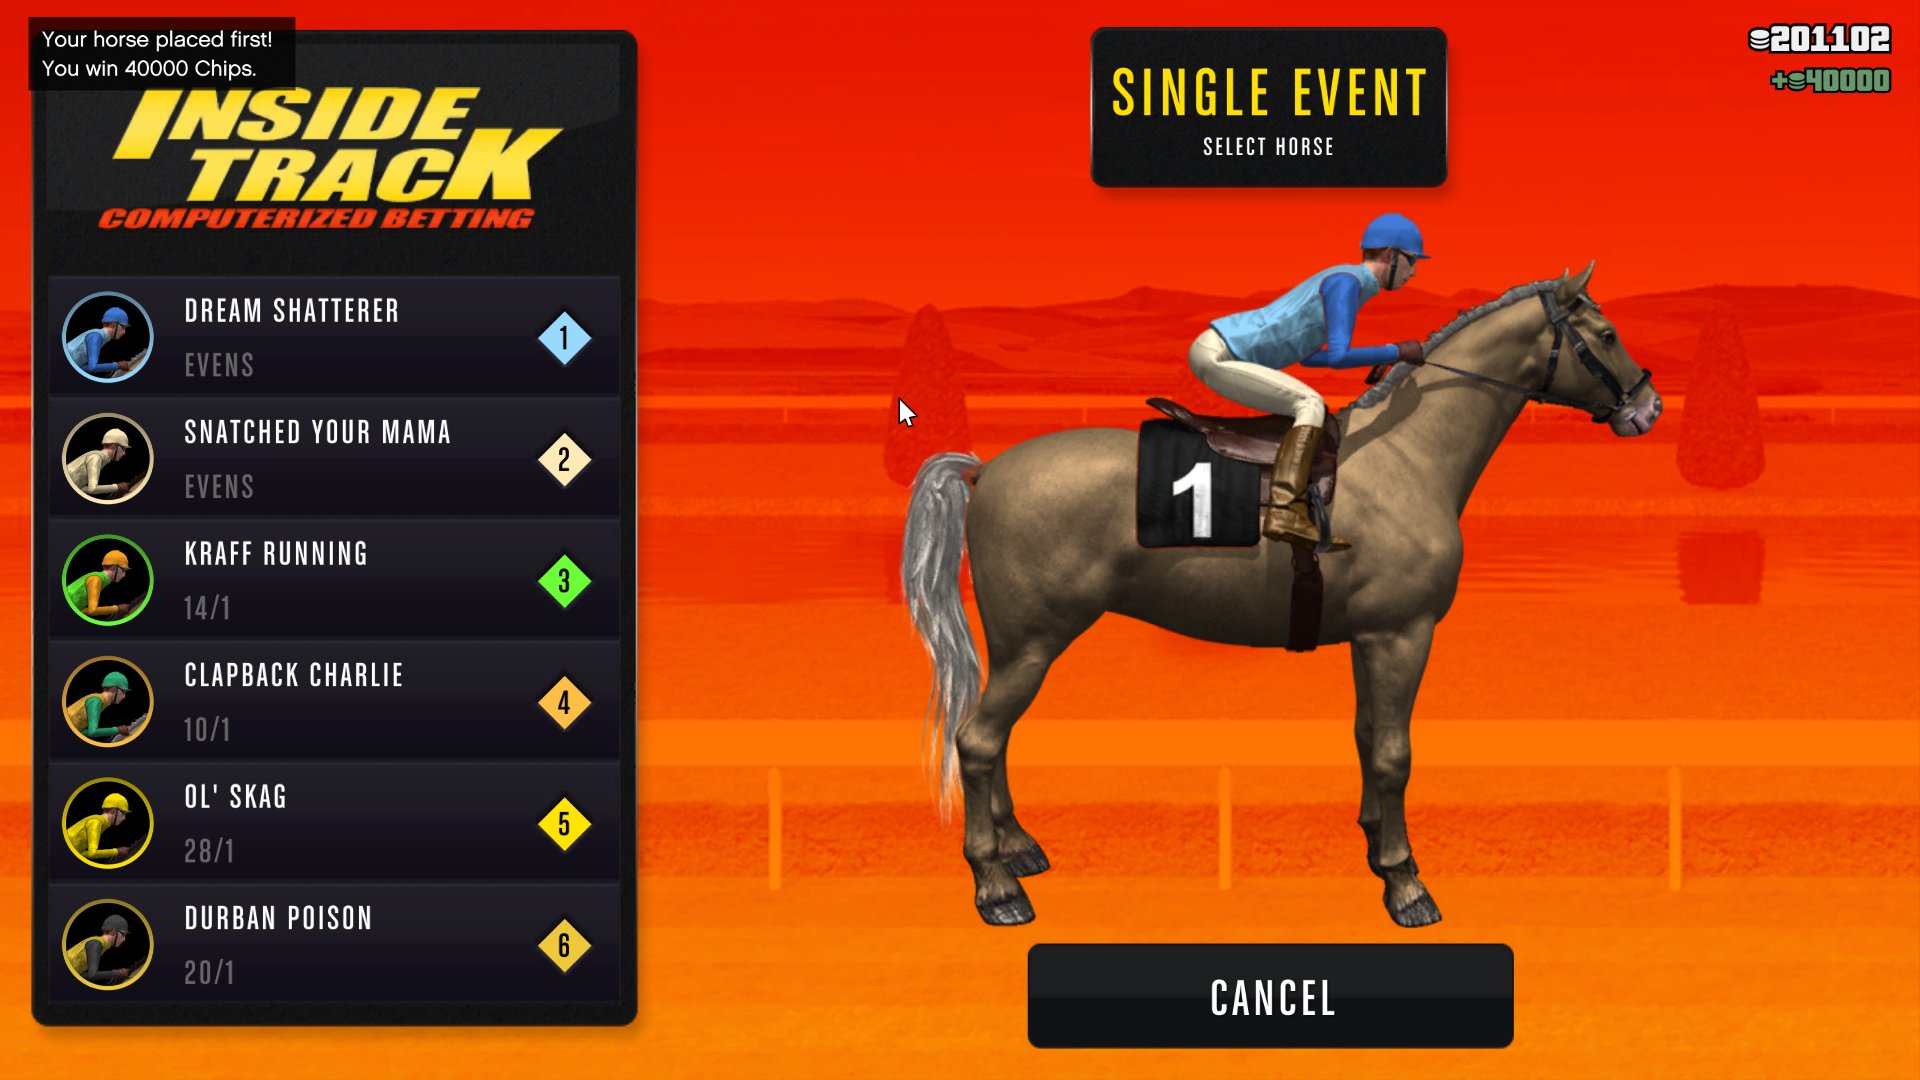 Your horse placed first!
You win 40000 Chips.
INSIDE
TRACK
COMPUTERIZED BETTING
DREAM SHATTERER
1
EVENS
SNATCHED YOUR MAMA
2
EVENS
KRAFF RUNNING
3
14/1
CLAPBACK CHARLIE
4
10/1
OL' SKAG
5
28/1
DURBAN POISON
6
20/1
SINGLE EVENT
SELECT HORSE
201102
+40000
1
CANCEL